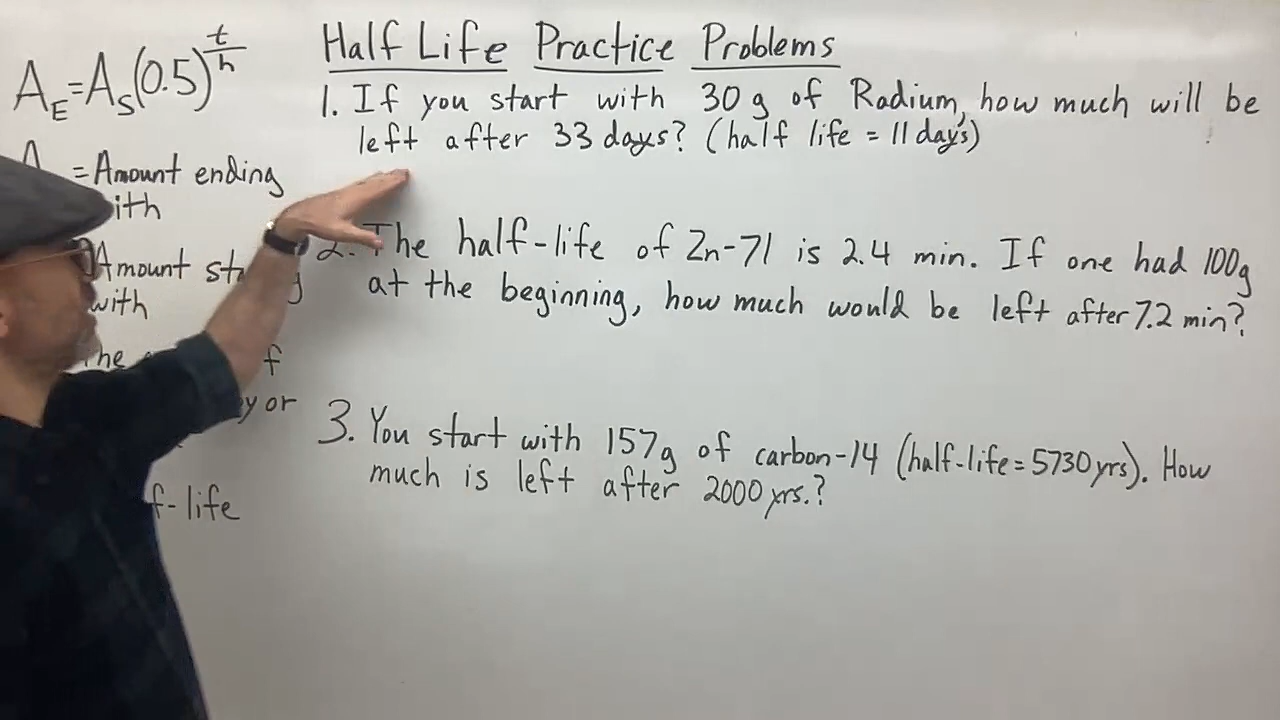 Half Life Practice Problems
1. If you start with 30 g of Radium, how much will be
left after 33 days? (half life = 11 days)
2. The half-life of Zn-71 is 2.4 min. If one had 100g
at the beginning, how much would be left after 7.2 min?
3. You start with 157g of carbon-14 (half-life = 5730 yrs). How
much is left after 2000 yrs.?
A_E = A_S(0.5)^(t/h)
= Amount ending
Amount
with
f-life